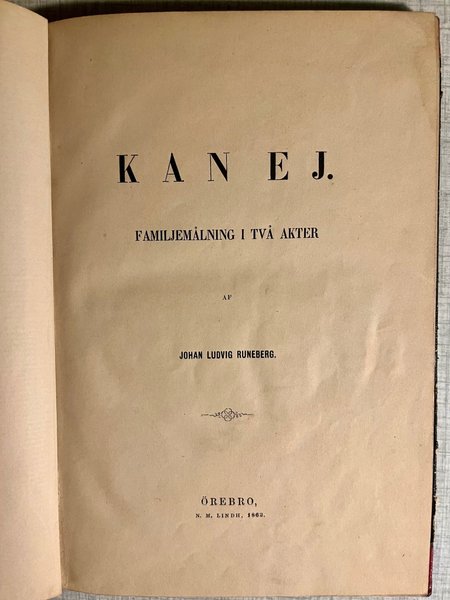 KAN EJ.
FAMILJEMÅLNING I TVÅ AKTER
AF
JOHAN LUDVIG RUNEBERG.
ÖREBRO,
N. M. LINDH, 1862.